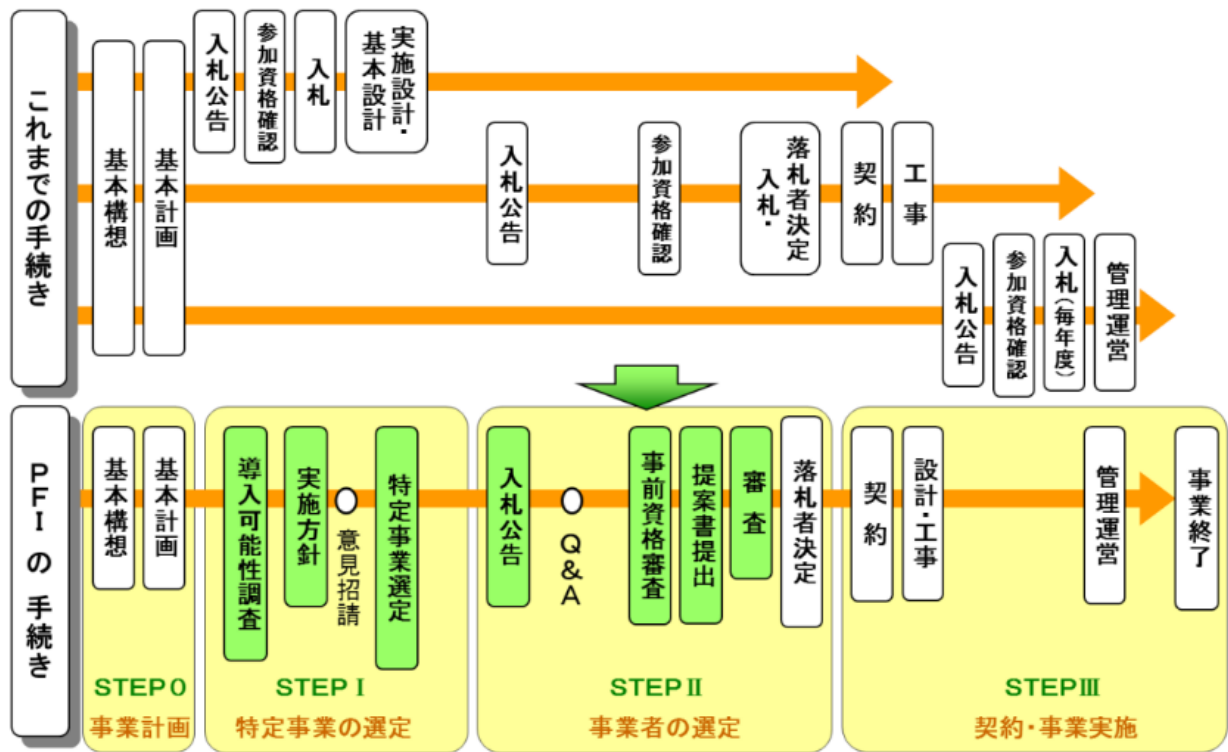 これまでの手続き
基本構想
基本計画
入札公告
参加資格確認
入札
実施設計・
基本設計
入札公告
参加資格確認
落札者決定
入札・
契約
工事
入札公告
参加資格確認
入札(毎年度)
管理運営
PFIの手続き
基本構想
基本計画
導入可能性調査
実施方針
意見招請
特定事業選定
入札公告
Q&A
事前資格審査
提案書提出
審査
落札者決定
契約
設計・工事
管理運営
事業終了
STEP0
事業計画
STEPⅠ
特定事業の選定
STEPⅡ
事業者の選定
STEPⅢ
契約・事業実施